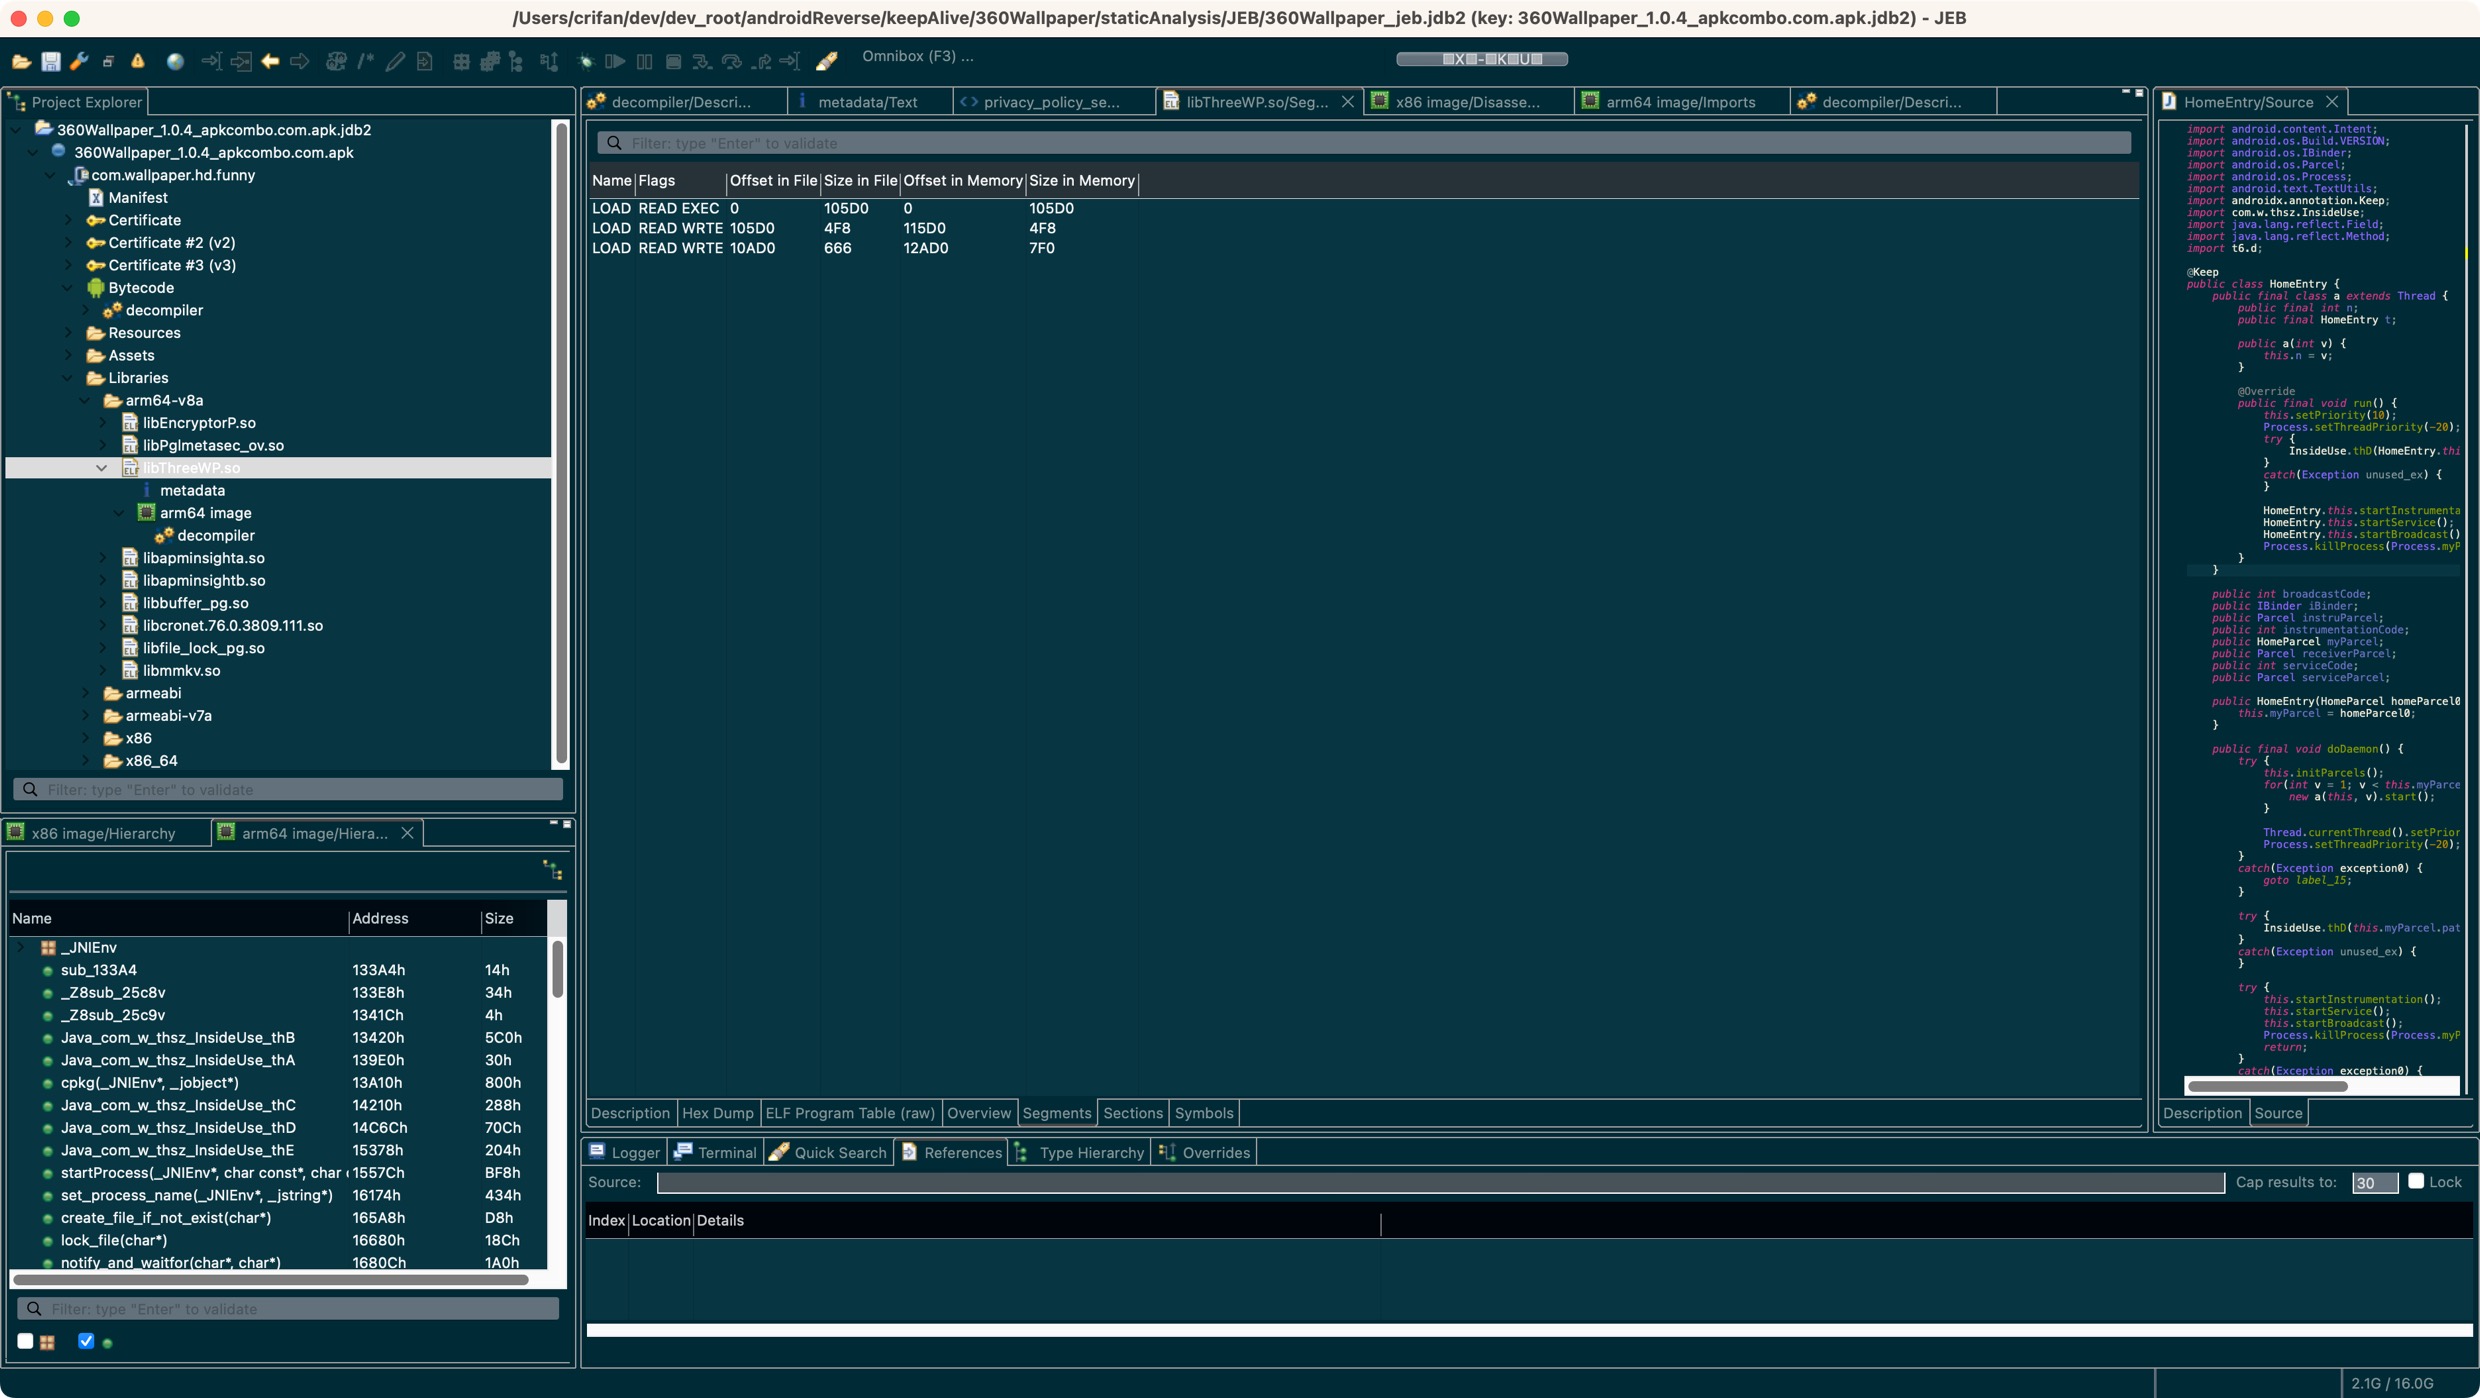 /Users/crifan/dev/dev_root/androidReverse/keepAlive/360Wallpaper/staticAnalysis/JEB/360Wallpaper_jeb.jdb2 (key: 360Wallpaper_1.0.4_apkcombo.com.apk.jdb2) - JEB
Omnibox (F3) ...
Project Explorer
360Wallpaper_1.0.4_apkcombo.com.apk.jdb2
360Wallpaper_1.0.4_apkcombo.com.apk
com.wallpaper.hd.funny
Manifest
Certificate
Certificate #2 (v2)
Certificate #3 (v3)
Bytecode
decompiler
Resources
Assets
Libraries
arm64-v8a
libEncryptorP.so
libPglmetasec_ov.so
libThreeWP.so
metadata
arm64 image
decompiler
libapminsighta.so
libapminsightb.so
libbuffer_pg.so
libcronet.76.0.3809.111.so
libfile_lock_pg.so
libmmkv.so
armeabi
armeabi-v7a
x86
x86_64
Filter: type "Enter" to validate
x86 image/Hierarchy arm64 image/Hiera...
Name Address Size
_JNIEnv
sub_133A4 133A4h 14h
_Z8sub_25c8v 133E8h 34h
_Z8sub_25c9v 1341Ch 4h
Java_com_w_thsz_InsideUse_thB 13420h 5C0h
Java_com_w_thsz_InsideUse_thA 139E0h 30h
cpkg(_JNIEnv*, _jobject*) 13A10h 800h
Java_com_w_thsz_InsideUse_thC 14210h 288h
Java_com_w_thsz_InsideUse_thD 14C6Ch 70Ch
Java_com_w_thsz_InsideUse_thE 15378h 204h
startProcess(_JNIEnv*, char const*, char 1557Ch BF8h
set_process_name(_JNIEnv*, _jstring*) 16174h 434h
create_file_if_not_exist(char*) 165A8h D8h
lock_file(char*) 16680h 18Ch
notify_and_waitfor(char*, char*) 1680Ch 1A0h
Filter: type "Enter" to validate
decompiler/Descri... metadata/Text privacy_policy_se... libThreeWP.so/Seg... x86 image/Disasse... arm64 image/Imports decompiler/Descri...
Filter: type "Enter" to validate
Name Flags Offset in File Size in File Offset in Memory Size in Memory
LOAD READ EXEC 0 105D0 0 105D0
LOAD READ WRTE 105D0 4F8 115D0 4F8
LOAD READ WRTE 10AD0 666 12AD0 7F0
Description Hex Dump ELF Program Table (raw) Overview Segments Sections Symbols
Logger Terminal Quick Search References Type Hierarchy Overrides
Source: Cap results to: 30 Lock
Index Location Details
HomeEntry/Source
import android.content.Intent;
import android.os.Build.VERSION;
import android.os.IBinder;
import android.os.Parcel;
import android.os.Process;
import android.text.TextUtils;
import androidx.annotation.Keep;
import com.w.thsz.InsideUse;
import java.lang.reflect.Field;
import java.lang.reflect.Method;
import t6.d;
@Keep
public class HomeEntry {
public final class a extends Thread {
public final int n;
public final HomeEntry t;
public a(int v) {
this.n = v;
}
@Override
public final void run() {
this.setPriority(10);
Process.setThreadPriority(-20);
try {
InsideUse.thD(HomeEntry.thi
}
catch(Exception unused_ex) {
}
HomeEntry.this.startInstrumenta
HomeEntry.this.startService();
HomeEntry.this.startBroadcast()
Process.killProcess(Process.myP
}
}
public int broadcastCode;
public IBinder iBinder;
public Parcel instruParcel;
public int instrumentationCode;
public HomeParcel myParcel;
public Parcel receiverParcel;
public int serviceCode;
public Parcel serviceParcel;
public HomeEntry(HomeParcel homeParcel0
this.myParcel = homeParcel0;
}
public final void doDaemon() {
try {
this.initParcels();
for(int v = 1; v < this.myParce
new a(this, v).start();
}
Thread.currentThread().setPrior
Process.setThreadPriority(-20);
}
catch(Exception exception0) {
goto label_15;
}
try {
InsideUse.thD(this.myParcel.pat
}
catch(Exception unused_ex) {
}
try {
this.startInstrumentation();
this.startService();
this.startBroadcast();
Process.killProcess(Process.myP
return;
}
catch(Exception exception0) {
Description Source
2.1G / 16.0G